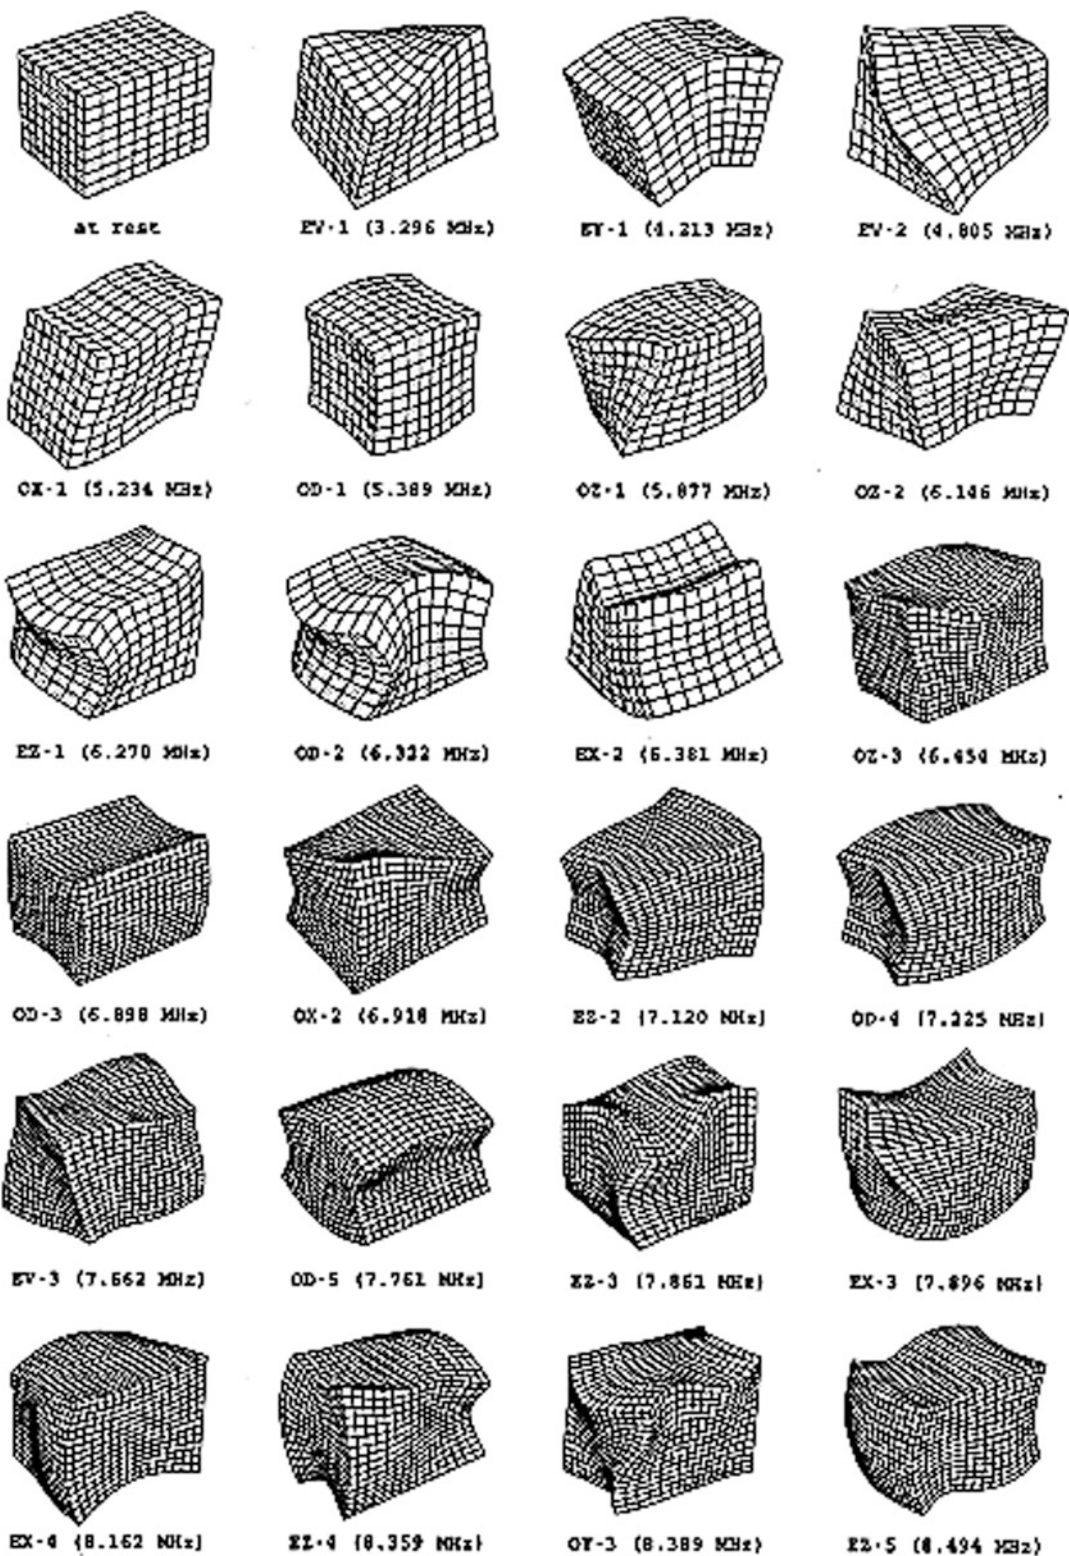 at rest
EV-1 (3.296 MHz)
EY-1 (4.213 MHz)
EV-2 (4.805 MHz)
OX-1 (5.234 MHz)
OD-1 (5.389 MHz)
OZ-1 (5.877 MHz)
OZ-2 (6.146 MHz)
EZ-1 (6.270 MHz)
OD-2 (6.322 MHz)
EX-2 (6.381 MHz)
OZ-3 (6.454 MHz)
OD-3 (6.898 MHz)
OX-2 (6.918 MHz)
EZ-2 (7.120 MHz)
OD-4 (7.225 MHz)
EV-3 (7.662 MHz)
OD-5 (7.761 MHz)
EZ-3 (7.861 MHz)
EX-3 (7.896 MHz)
EX-4 (8.162 MHz)
EZ-4 (8.359 MHz)
OY-3 (8.389 MHz)
EZ-5 (8.494 MHz)